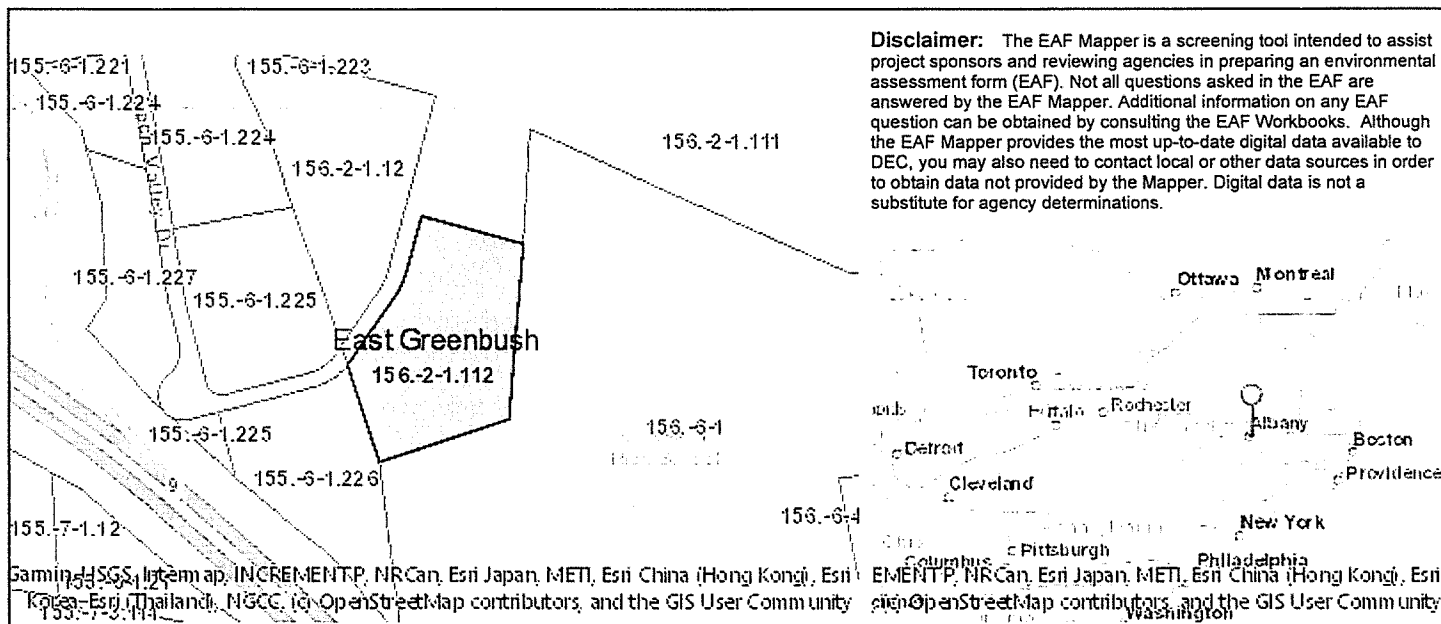 Disclaimer: The EAF Mapper is a screening tool intended to assist
project sponsors and reviewing agencies in preparing an environmental
assessment form (EAF). Not all questions asked in the EAF are
answered by the EAF Mapper. Additional information on any EAF
question can be obtained by consulting the EAF Workbooks. Although
the EAF Mapper provides the most up-to-date digital data available to
DEC, you may also need to contact local or other data sources in order
to obtain data not provided by the Mapper. Digital data is not a
substitute for agency determinations.
155.-6-1.221
155.-6-1.223
155.-6-1.224
155.-6-1.224
156.-2-1.111
156.-2-1.12
Valley Dr
155.-6-1.227
155.-6-1.225
East Greenbush
156.-2-1.112
155.-6-1.225
156.-6-1
155.-6-1.226
9
156.-6-4
155.-7-1.12
Garmin, USGS, Intermap, INCREMENT P, NRCan, Esri Japan, METI, Esri China (Hong Kong), Esri
Korea, Esri (Thailand), NGCC, (c) OpenStreetMap contributors, and the GIS User Community
Ottawa
Montreal
Toronto
Rochester
Albany
Boston
Detroit
Providence
Cleveland
New York
Pittsburgh
Columbus
Philadelphia
EMENT P, NRCan, Esri Japan, METI, Esri China (Hong Kong), Esri
OpenStreetMap contributors, and the GIS User Community
Washington